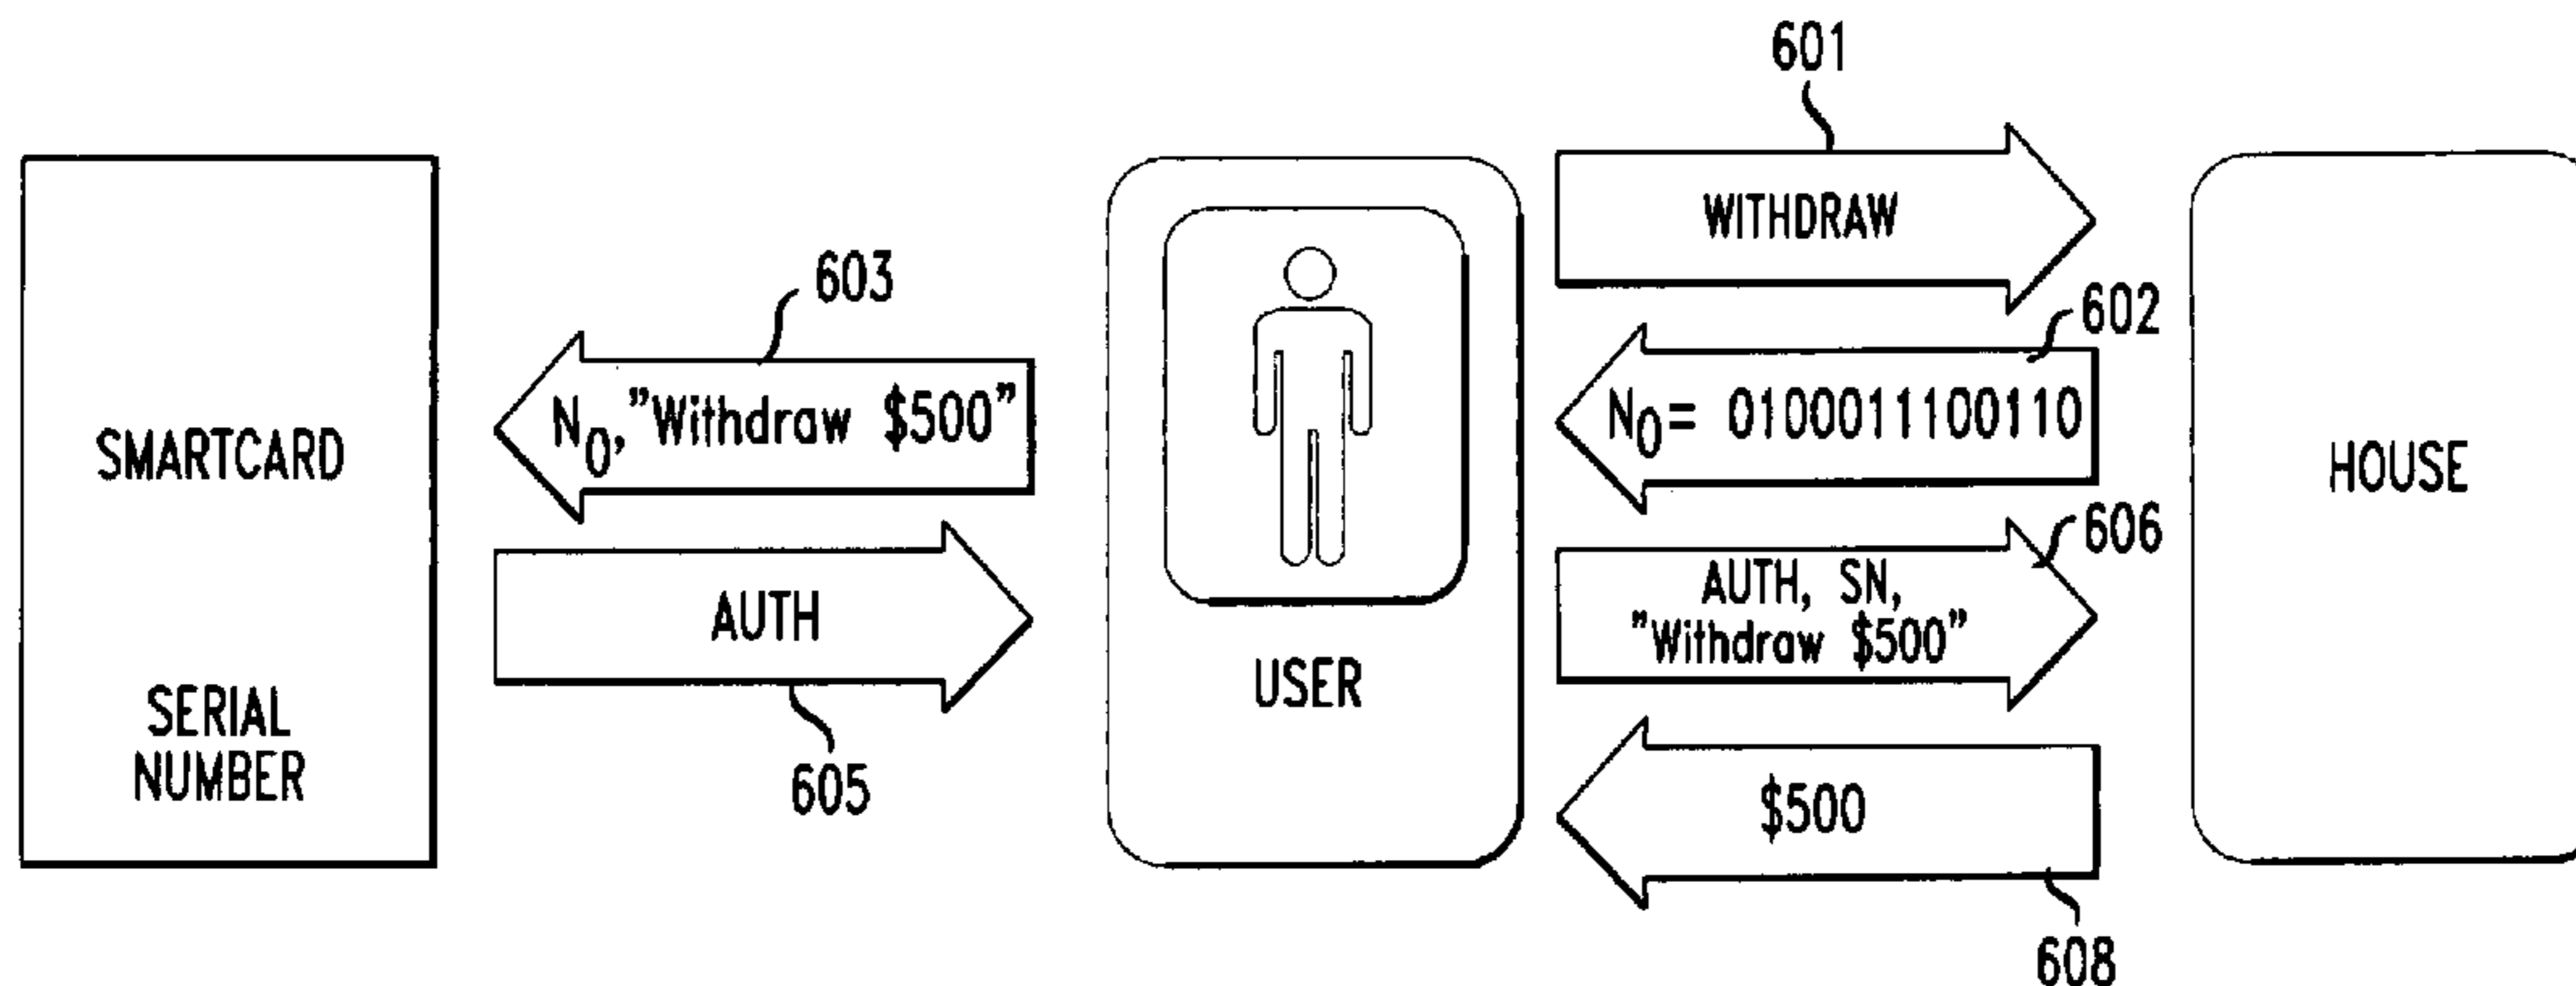 SMARTCARD
SERIAL
NUMBER
603
N0, "Withdraw $500"
AUTH
605
USER
601
WITHDRAW
602
N0= 0100011100110
606
AUTH, SN,
"Withdraw $500"
$500
608
HOUSE